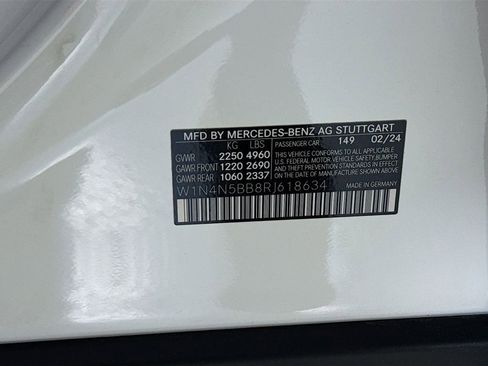 MFD BY MERCEDES-BENZ AG STUTTGART
KG LBS PASSENGER CAR 149 02/24
GVWR 2250 4960
GAWR FRONT 1220 2690
GAWR REAR 1060 2337
THIS VEHICLE CONFORMS TO ALL APPLICABLE
U.S. FEDERAL MOTOR VEHICLE SAFETY,BUMPER
AND THEFT PREVENTION STANDARDS IN EFFECT
ON THE DATE OF MANUFACTURE SHOWN ABOVE.
W1N4N5BB8RJ618634
MADE IN GERMANY